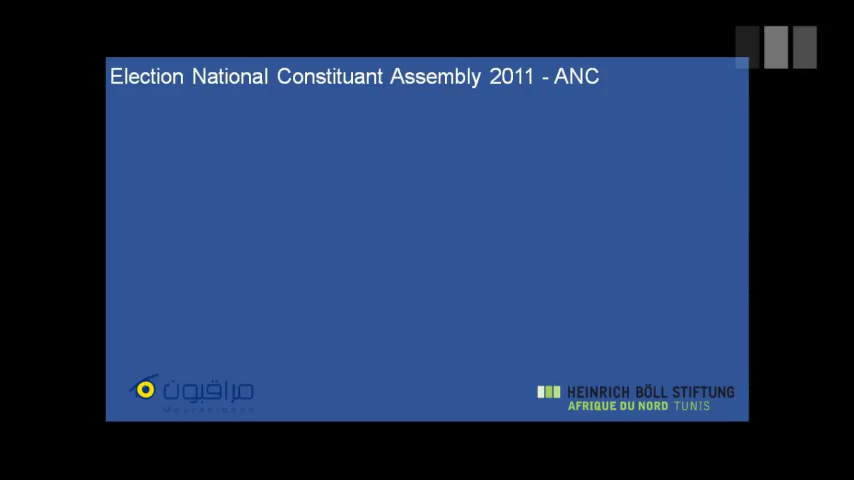 Election National Constituant Assembly 2011 - ANC
مراقبون
Mourakiboun
HEINRICH BÖLL STIFTUNG
AFRIQUE DU NORD TUNIS